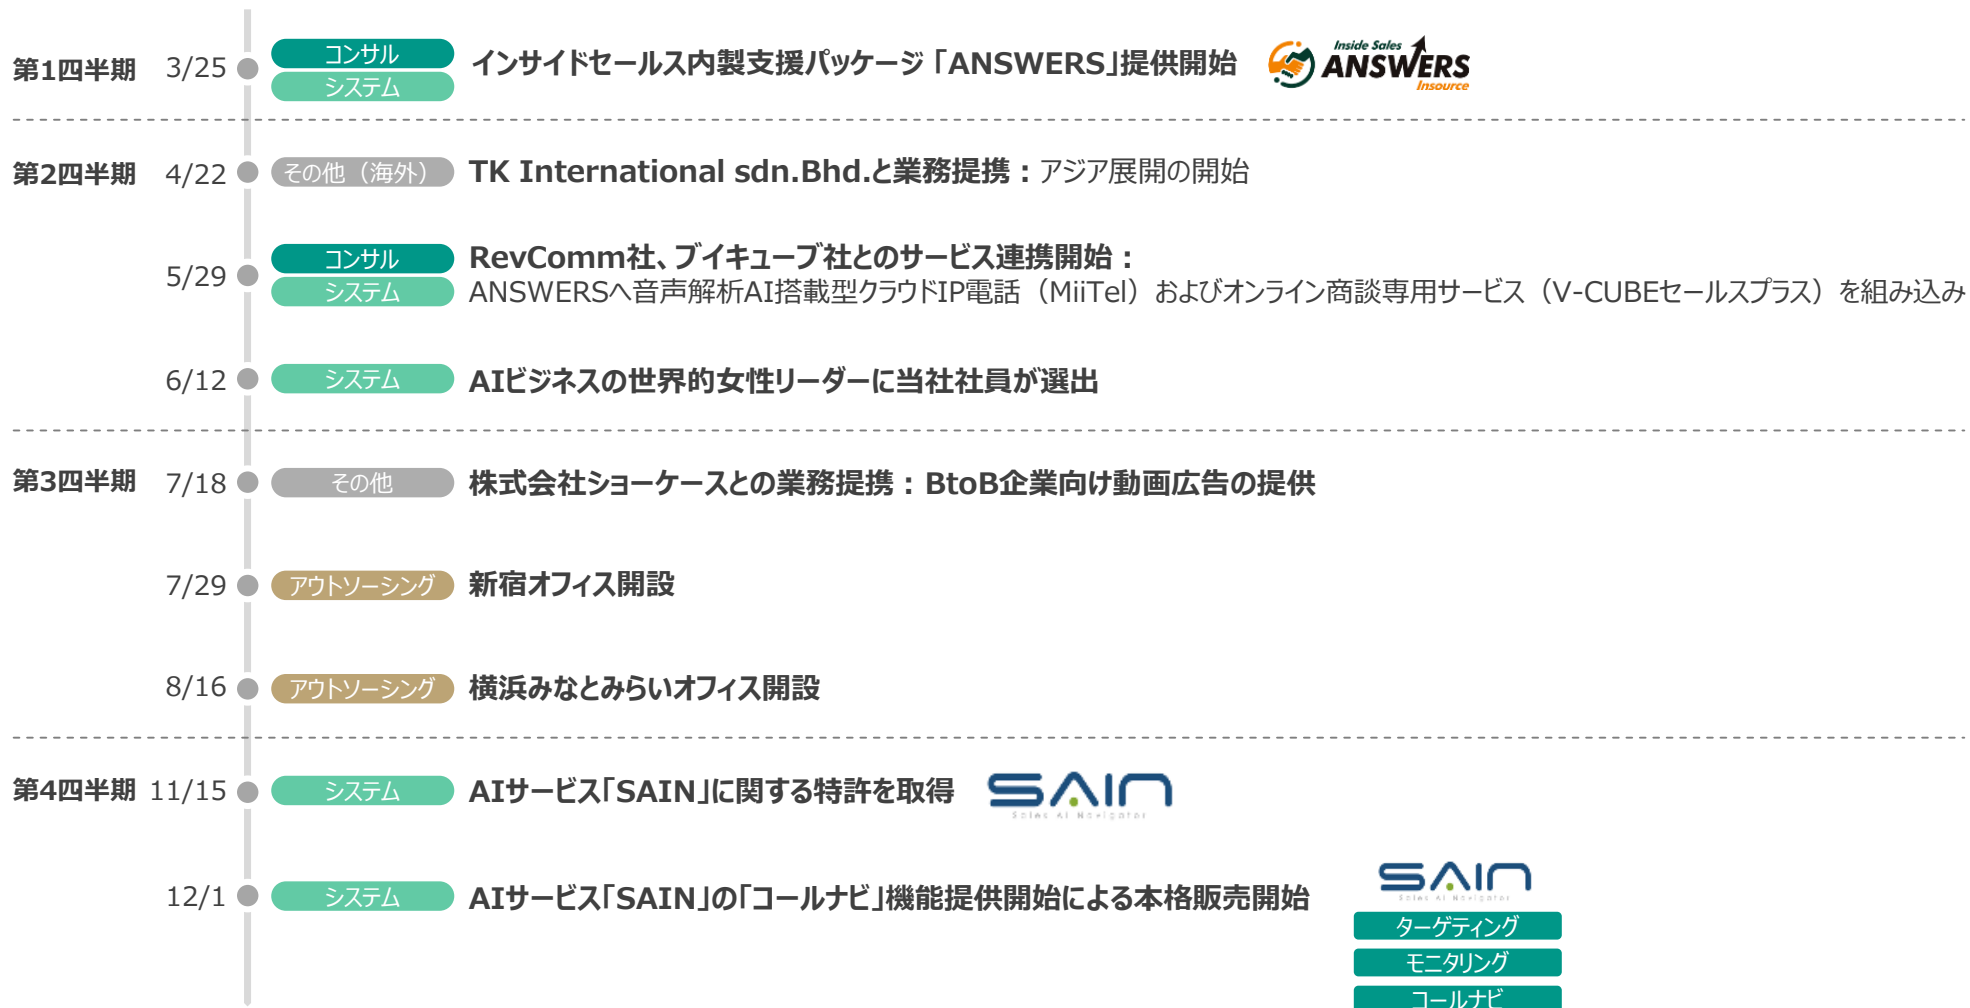 第1四半期 3/25 コンサル システム インサイドセールス内製支援パッケージ「ANSWERS」提供開始 Inside Sales ANSWERS Insource
第2四半期 4/22 その他（海外） TK International sdn.Bhd.と業務提携：アジア展開の開始
5/29 コンサル システム RevComm社、ブイキューブ社とのサービス連携開始：
ANSWERSへ音声解析AI搭載型クラウドIP電話（MiiTel）およびオンライン商談専用サービス（V-CUBEセールスプラス）を組み込み
6/12 システム AIビジネスの世界的女性リーダーに当社社員が選出
第3四半期 7/18 その他 株式会社ショーケースとの業務提携：BtoB企業向け動画広告の提供
7/29 アウトソーシング 新宿オフィス開設
8/16 アウトソーシング 横浜みなとみらいオフィス開設
第4四半期 11/15 システム AIサービス「SAIN」に関する特許を取得 SAIN
Sales AI Navigator
12/1 システム AIサービス「SAIN」の「コールナビ」機能提供開始による本格販売開始 SAIN
Sales AI Navigator
ターゲティング
モニタリング
コールナビ